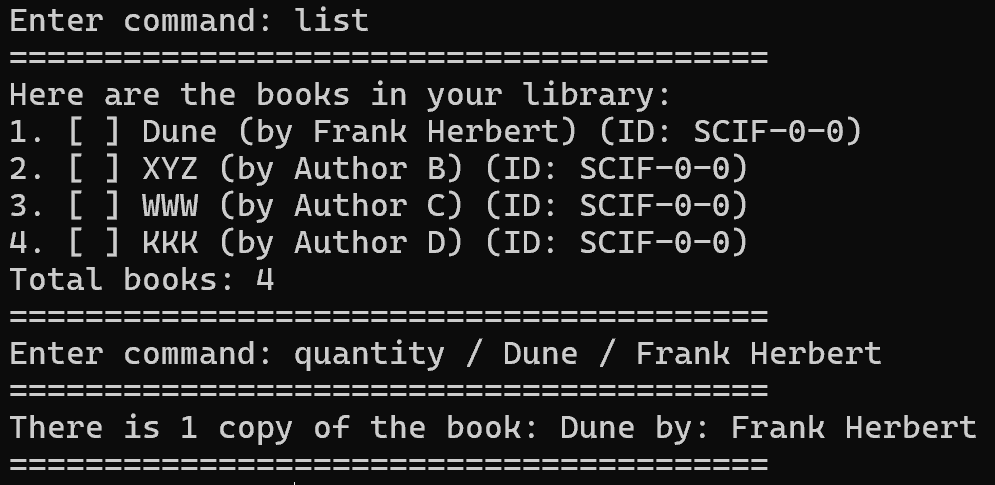 Enter command: list
========================================
Here are the books in your library:
1. [ ] Dune (by Frank Herbert) (ID: SCIF-0-0)
2. [ ] XYZ (by Author B) (ID: SCIF-0-0)
3. [ ] WWW (by Author C) (ID: SCIF-0-0)
4. [ ] KKK (by Author D) (ID: SCIF-0-0)
Total books: 4
========================================
Enter command: quantity / Dune / Frank Herbert
========================================
There is 1 copy of the book: Dune by: Frank Herbert
========================================